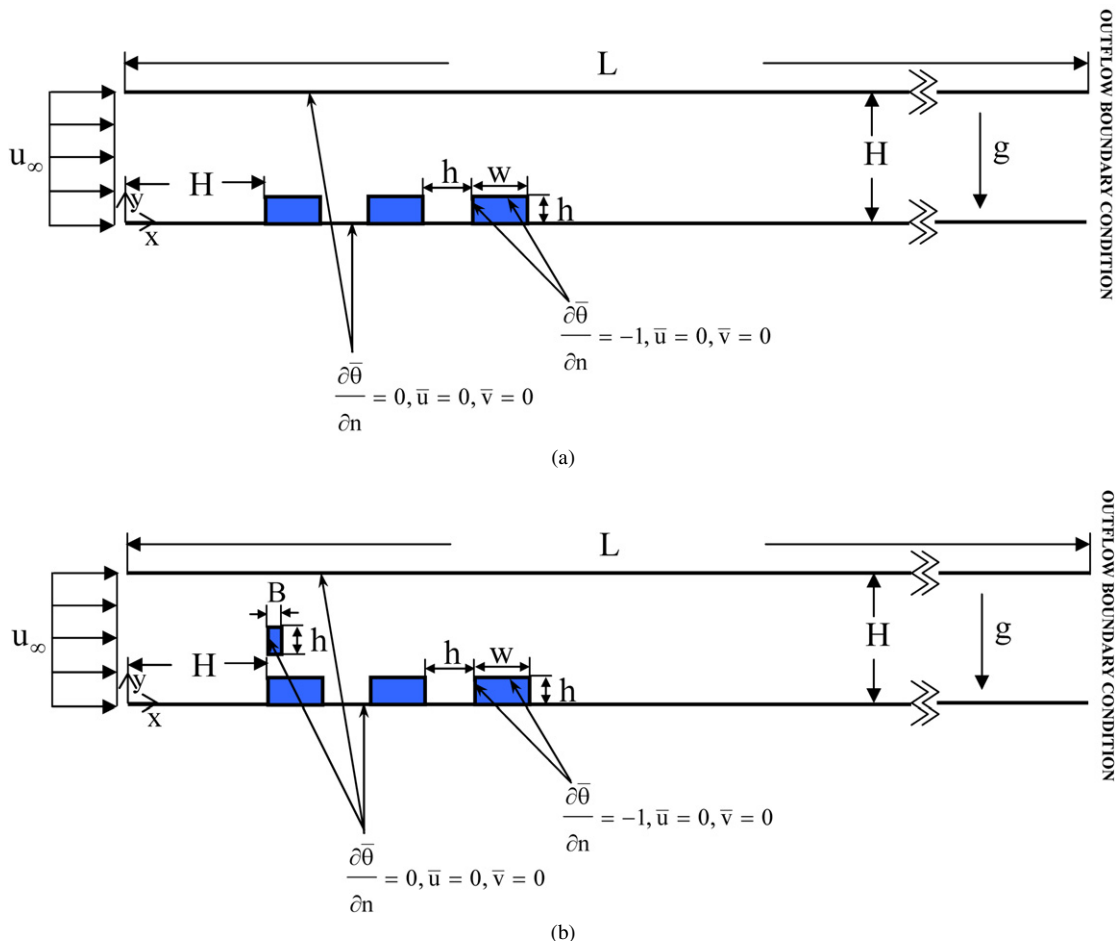 L
OUTFLOW BOUNDARY CONDITION
u∞
H
y
x
h
w
h
H
g
∂θ̅/∂n = −1, u̅ = 0, v̅ = 0
∂θ̅/∂n = 0, u̅ = 0, v̅ = 0
(a)
L
OUTFLOW BOUNDARY CONDITION
B
h
u∞
H
y
x
h
w
h
H
g
∂θ̅/∂n = −1, u̅ = 0, v̅ = 0
∂θ̅/∂n = 0, u̅ = 0, v̅ = 0
(b)